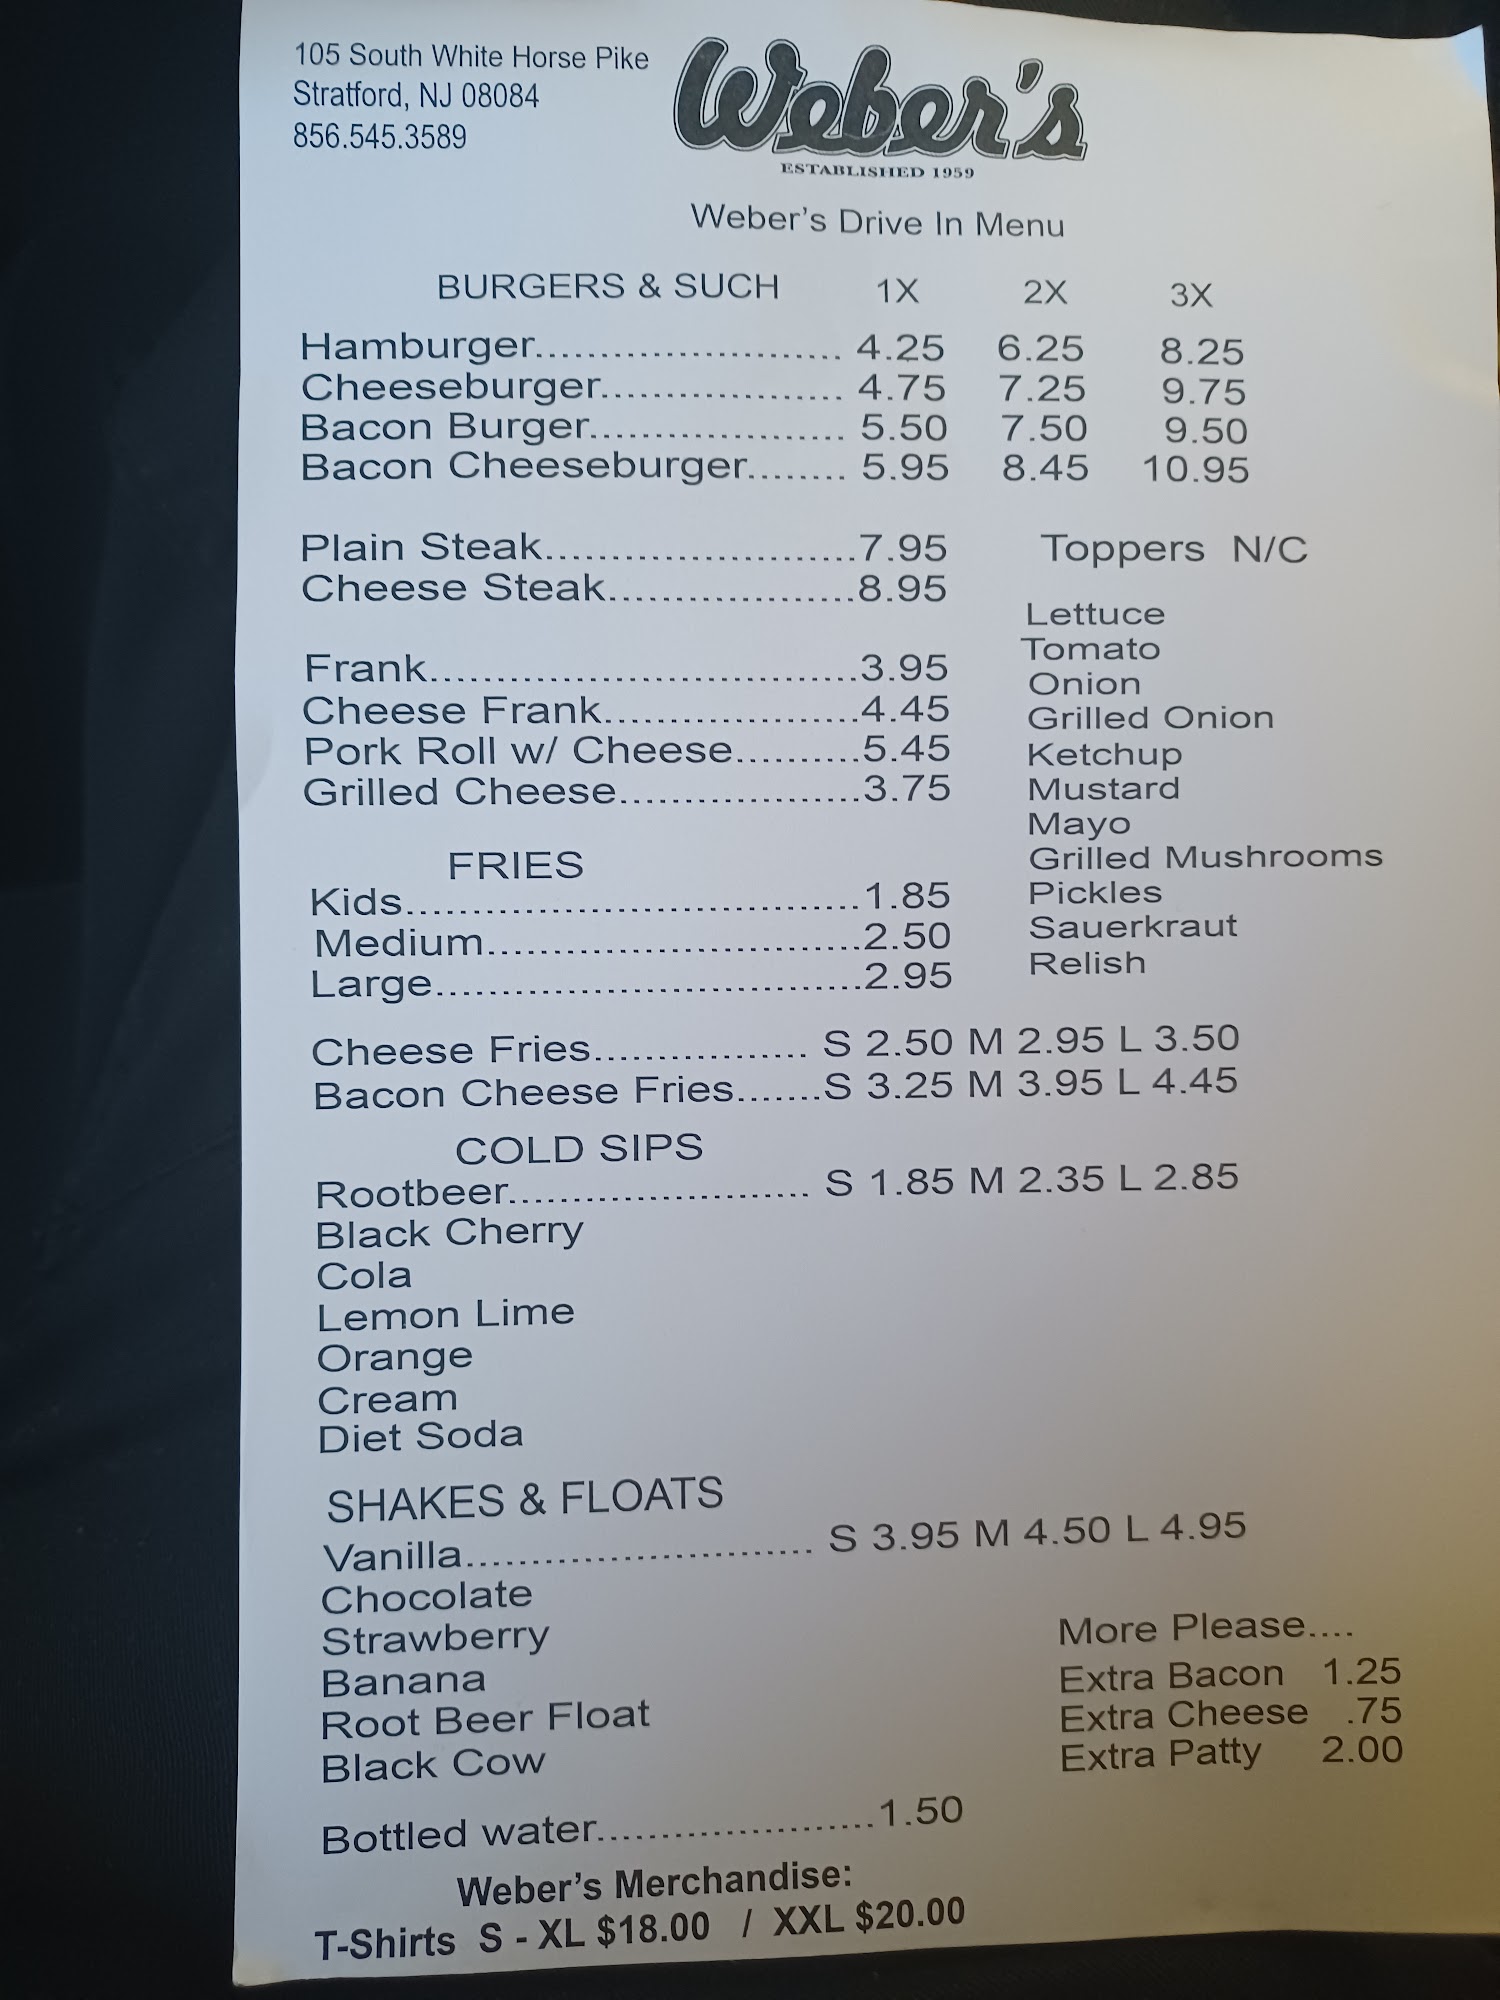 105 South White Horse Pike
Stratford, NJ 08084
856.545.3589
Weber's
ESTABLISHED 1959
Weber's Drive In Menu
BURGERS & SUCH 1X 2X 3X
Hamburger........................ 4.25 6.25 8.25
Cheeseburger................... 4.75 7.25 9.75
Bacon Burger.................... 5.50 7.50 9.50
Bacon Cheeseburger........ 5.95 8.45 10.95
Plain Steak........................7.95
Cheese Steak...................8.95
Frank.................................3.95
Cheese Frank....................4.45
Pork Roll w/ Cheese..........5.45
Grilled Cheese...................3.75
Toppers N/C
Lettuce
Tomato
Onion
Grilled Onion
Ketchup
Mustard
Mayo
Grilled Mushrooms
Pickles
Sauerkraut
Relish
FRIES
Kids...................................1.85
Medium.............................2.50
Large.................................2.95
Cheese Fries................. S 2.50 M 2.95 L 3.50
Bacon Cheese Fries.......S 3.25 M 3.95 L 4.45
COLD SIPS
Rootbeer........................ S 1.85 M 2.35 L 2.85
Black Cherry
Cola
Lemon Lime
Orange
Cream
Diet Soda
SHAKES & FLOATS
Vanilla........................... S 3.95 M 4.50 L 4.95
Chocolate
Strawberry
Banana
Root Beer Float
Black Cow
More Please....
Extra Bacon 1.25
Extra Cheese .75
Extra Patty 2.00
Bottled water......................1.50
Weber's Merchandise:
T-Shirts S - XL $18.00 / XXL $20.00